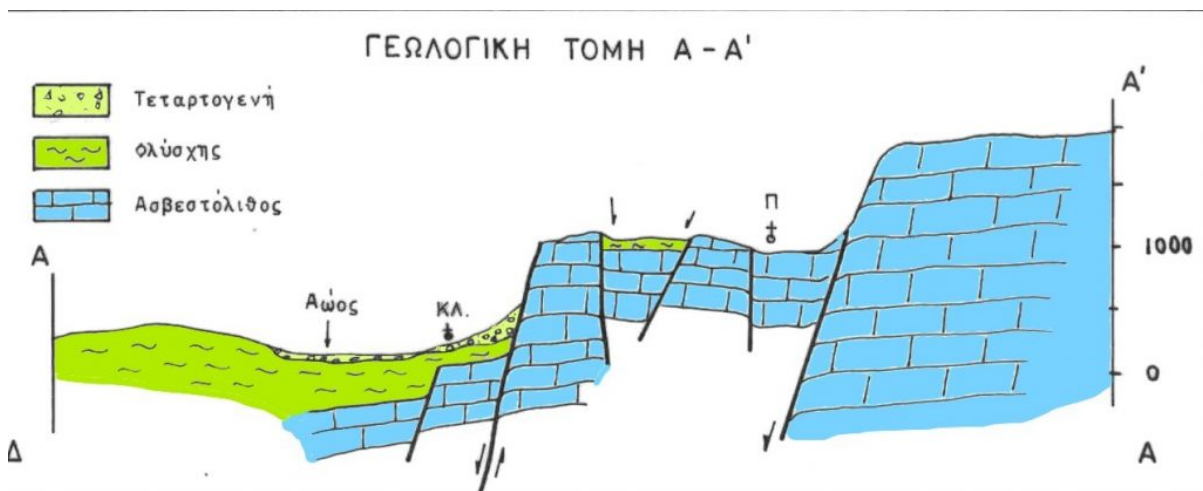 ΓΕΩΛΟΓΙΚΗ ΤΟΜΗ Α - Α'
Τεταρτογενή
Φλύσχης
Ασβεστόλιθος
Α
Α'
Αώος
ΚΛ.
Π
1000
0
Δ
Α